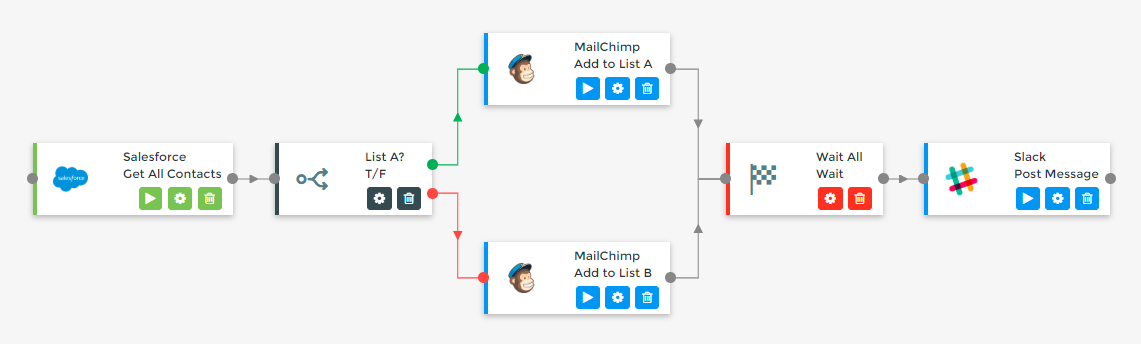 Salesforce
Get All Contacts
salesforce
List A?
T/F
MailChimp
Add to List A
MailChimp
Add to List B
Wait All
Wait
Slack
Post Message